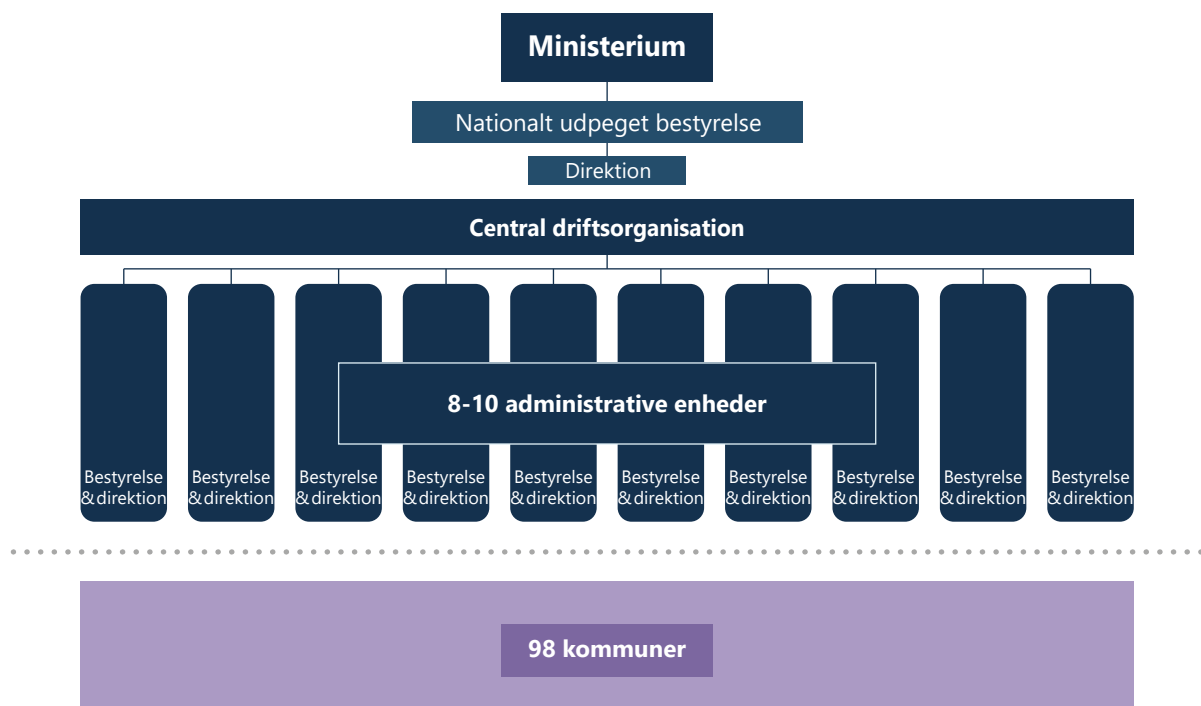 Ministerium
Nationalt udpeget bestyrelse
Direktion
Central driftsorganisation
8-10 administrative enheder
Bestyrelse
& direktion
Bestyrelse
& direktion
Bestyrelse
& direktion
Bestyrelse
& direktion
Bestyrelse
& direktion
Bestyrelse
& direktion
Bestyrelse
& direktion
Bestyrelse
& direktion
Bestyrelse
& direktion
Bestyrelse
& direktion
98 kommuner